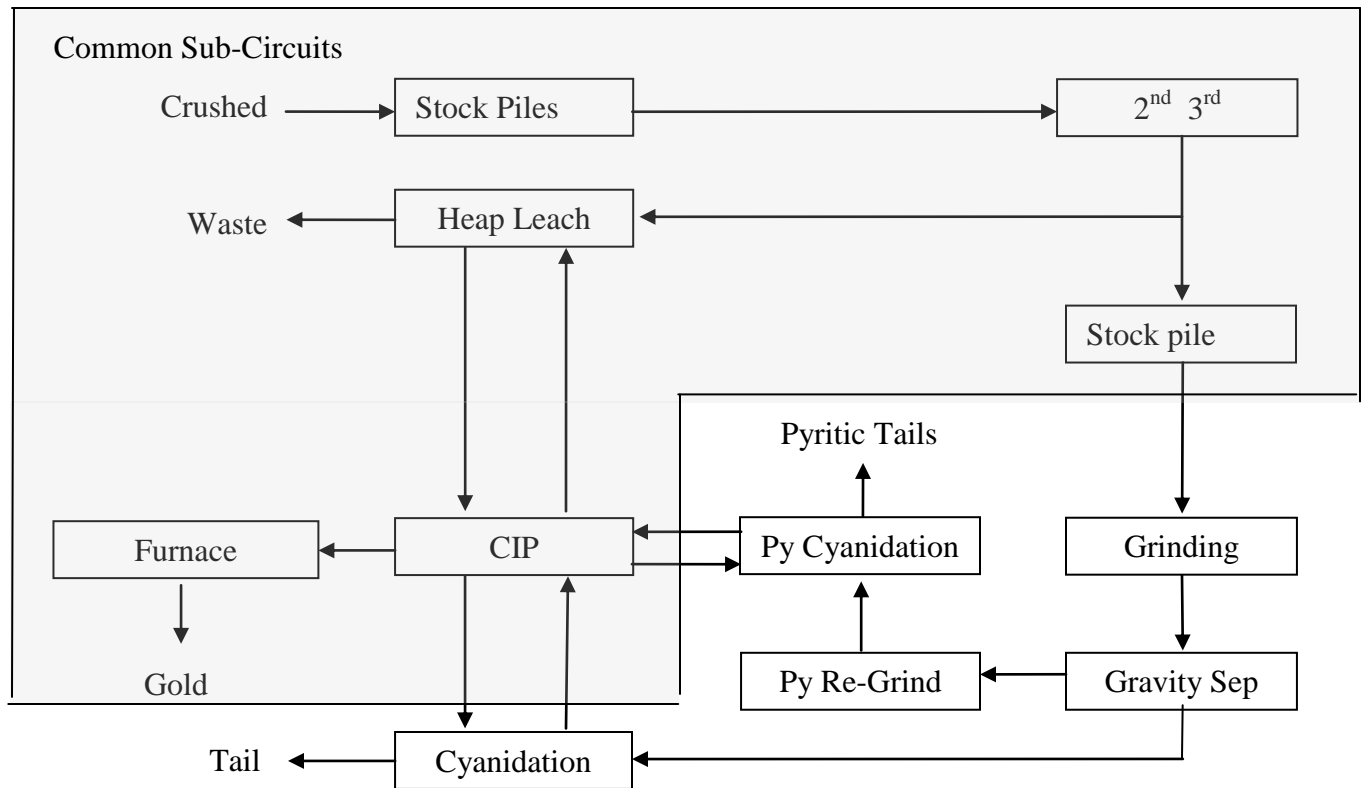 Common Sub-Circuits
Crushed
Stock Piles
2nd 3rd
Waste
Heap Leach
Stock pile
Pyritic Tails
Furnace
CIP
Py Cyanidation
Grinding
Gold
Py Re-Grind
Gravity Sep
Tail
Cyanidation